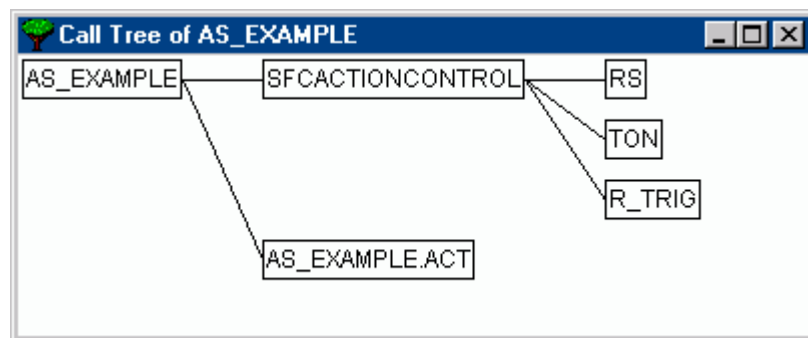 Call Tree of AS_EXAMPLE
AS_EXAMPLE SFCACTIONCONTROL RS
TON
R_TRIG
AS_EXAMPLE.ACT